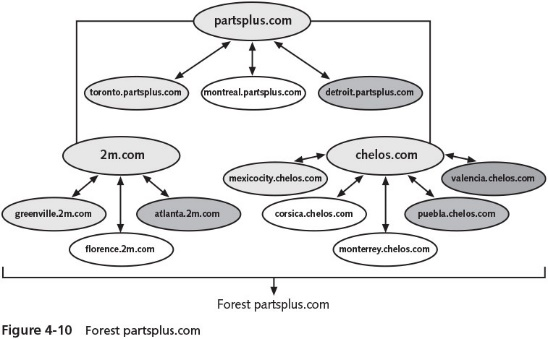 partsplus.com
toronto.partsplus.com
montreal.partsplus.com
detroit.partsplus.com
2m.com
chelos.com
mexicocity.chelos.com
valencia.chelos.com
greenville.2m.com
atlanta.2m.com
corsica.chelos.com
puebla.chelos.com
florence.2m.com
monterrey.chelos.com
Forest partsplus.com
Figure 4-10 Forest partsplus.com